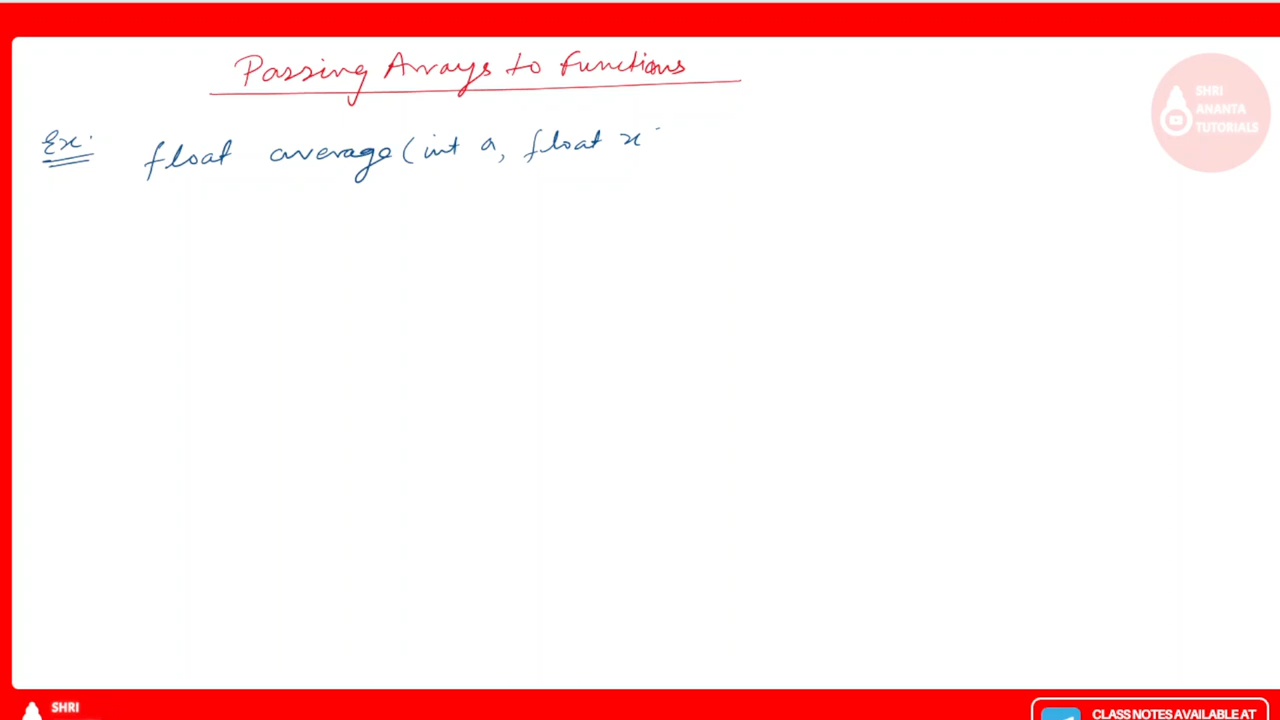 Passing Arrays to Functions
Ex: float average(int a, float x
SHRI
ANANTA
TUTORIALS
SHRI
CLASS NOTES AVAILABLE AT